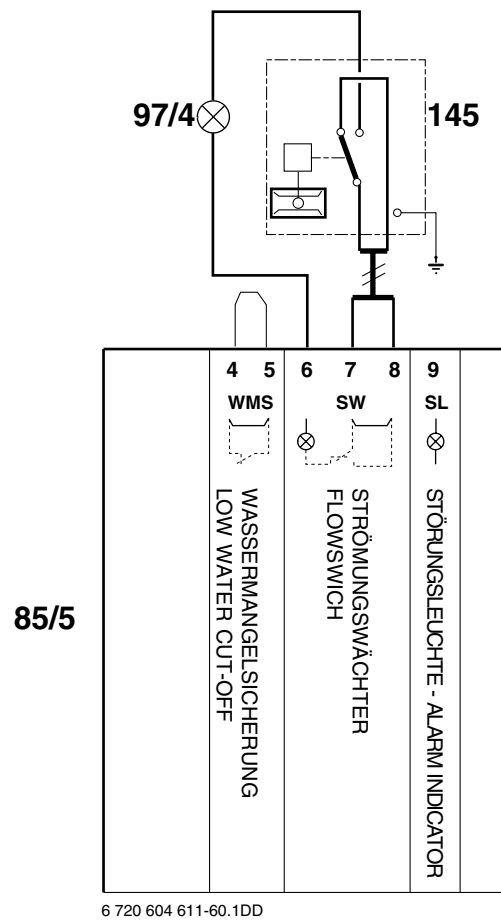 97/4
145
4 5 6 7 8 9
WMS SW SL
WASSERMANGELSICHERUNG
LOW WATER CUT-OFF
STRÖMUNGSWÄCHTER
FLOWSWICH
STÖRUNGSLEUCHTE - ALARM INDICATOR
85/5
6 720 604 611-60.1DD